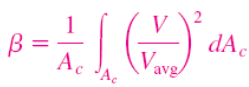 β = 1/A_c ∫_{A_c} (V/V_avg)² dA_c